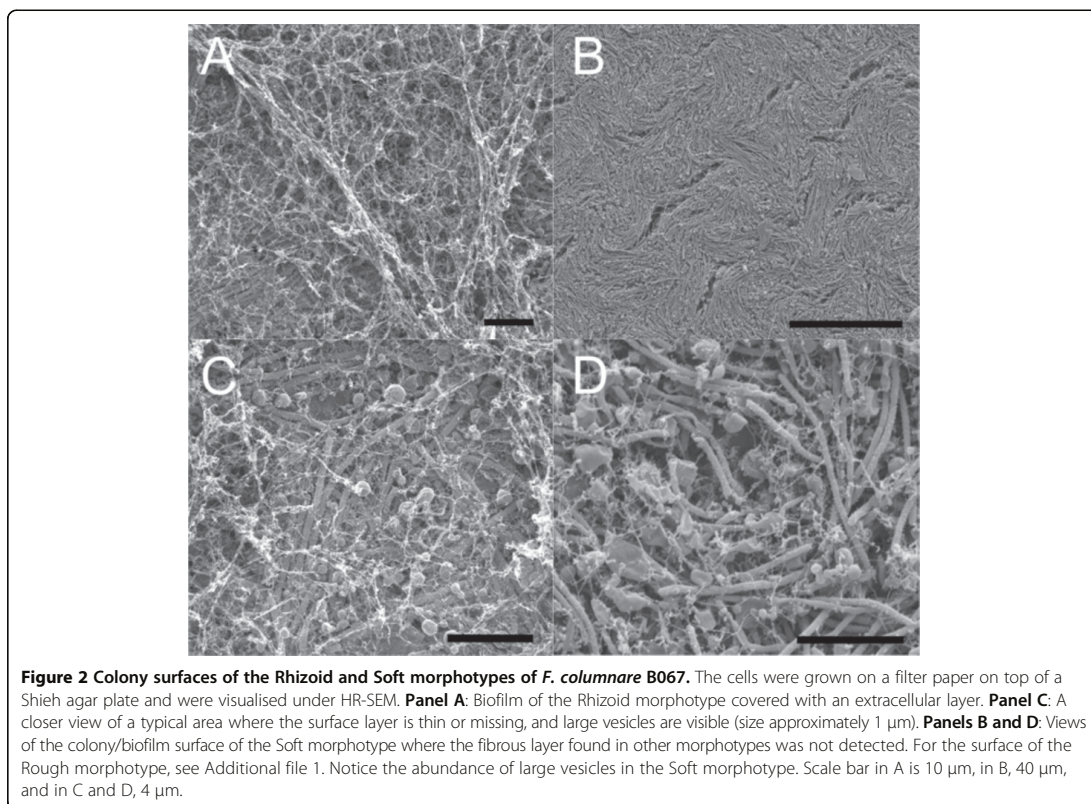 A
B
C
D
Figure 2 Colony surfaces of the Rhizoid and Soft morphotypes of F. columnare B067. The cells were grown on a filter paper on top of a
Shieh agar plate and were visualised under HR-SEM. Panel A: Biofilm of the Rhizoid morphotype covered with an extracellular layer. Panel C: A
closer view of a typical area where the surface layer is thin or missing, and large vesicles are visible (size approximately 1 μm). Panels B and D: Views
of the colony/biofilm surface of the Soft morphotype where the fibrous layer found in other morphotypes was not detected. For the surface of the
Rough morphotype, see Additional file 1. Notice the abundance of large vesicles in the Soft morphotype. Scale bar in A is 10 μm, in B, 40 μm,
and in C and D, 4 μm.